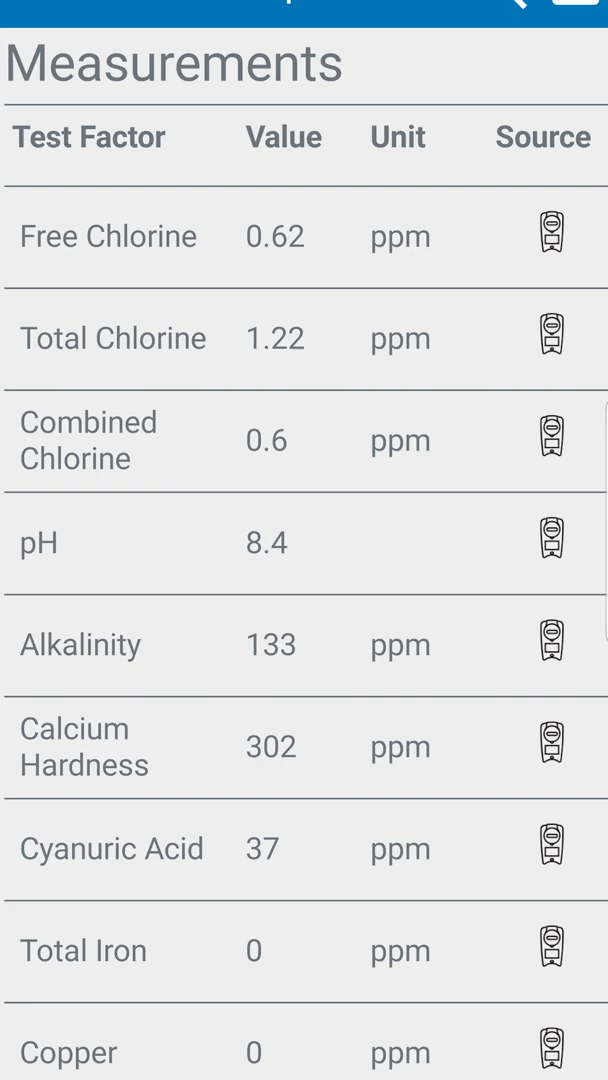 Measurements
Test Factor Value Unit Source
Free Chlorine 0.62 ppm
Total Chlorine 1.22 ppm
Combined
Chlorine 0.6 ppm
pH 8.4
Alkalinity 133 ppm
Calcium
Hardness 302 ppm
Cyanuric Acid 37 ppm
Total Iron 0 ppm
Copper 0 ppm